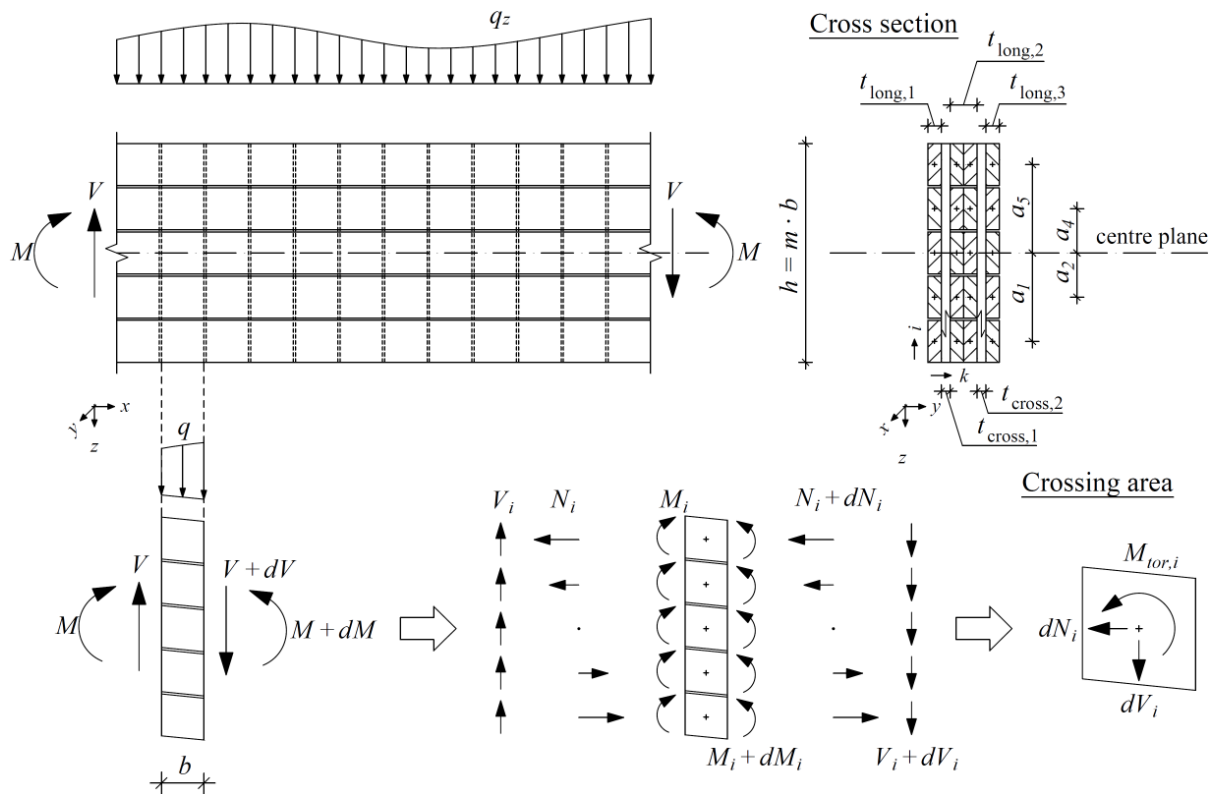 q_z
Cross section
t_long,2
t_long,1
t_long,3
V
V
M
M
h = m · b
a_5
a_4
a_2
a_1
centre plane
i
k
x
y
z
x
y
z
t_cross,2
t_cross,1
q
V
V + dV
M
M + dM
b
V_i
N_i
M_i
N_i + dN_i
M_i + dM_i
V_i + dV_i
Crossing area
M_tor,i
dN_i
dV_i